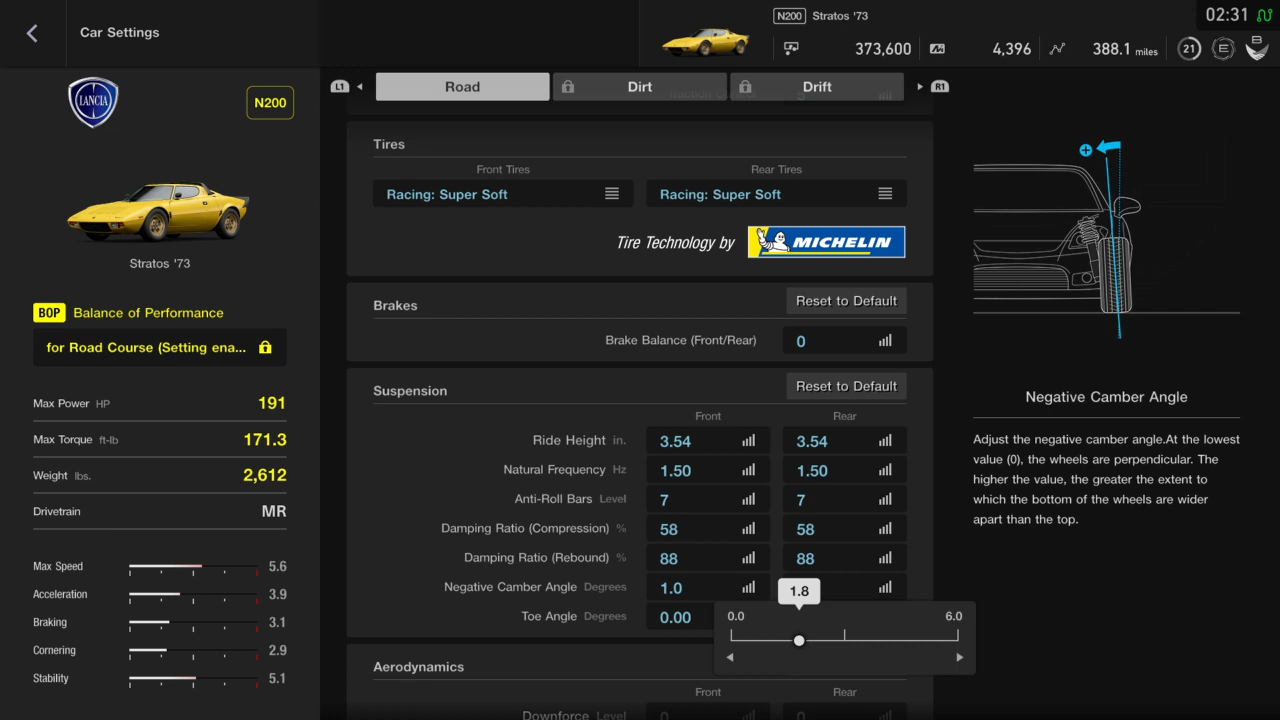 Car Settings
N200 Stratos '73
02:31
373,600 4,396 388.1 miles 21 E B
L1 Road Dirt Drift R1
LANCIA
N200
Traction Control
Tires
Front Tires Rear Tires
Racing: Super Soft Racing: Super Soft
Tire Technology by MICHELIN
Stratos '73
BOP Balance of Performance
for Road Course (Setting ena...
Brakes Reset to Default
Brake Balance (Front/Rear) 0
Suspension Reset to Default
Front Rear
Ride Height in. 3.54 3.54
Natural Frequency Hz 1.50 1.50
Anti-Roll Bars Level 7 7
Damping Ratio (Compression) % 58 58
Damping Ratio (Rebound) % 88 88
Negative Camber Angle Degrees 1.0 1.8
Toe Angle Degrees 0.00
0.0 6.0
Aerodynamics
Front Rear
Downforce Level 0 0
Max Power HP 191
Max Torque ft-lb 171.3
Weight lbs. 2,612
Drivetrain MR
Max Speed 5.6
Acceleration 3.9
Braking 3.1
Cornering 2.9
Stability 5.1
Negative Camber Angle
Adjust the negative camber angle.At the lowest
value (0), the wheels are perpendicular. The
higher the value, the greater the extent to
which the bottom of the wheels are wider
apart than the top.